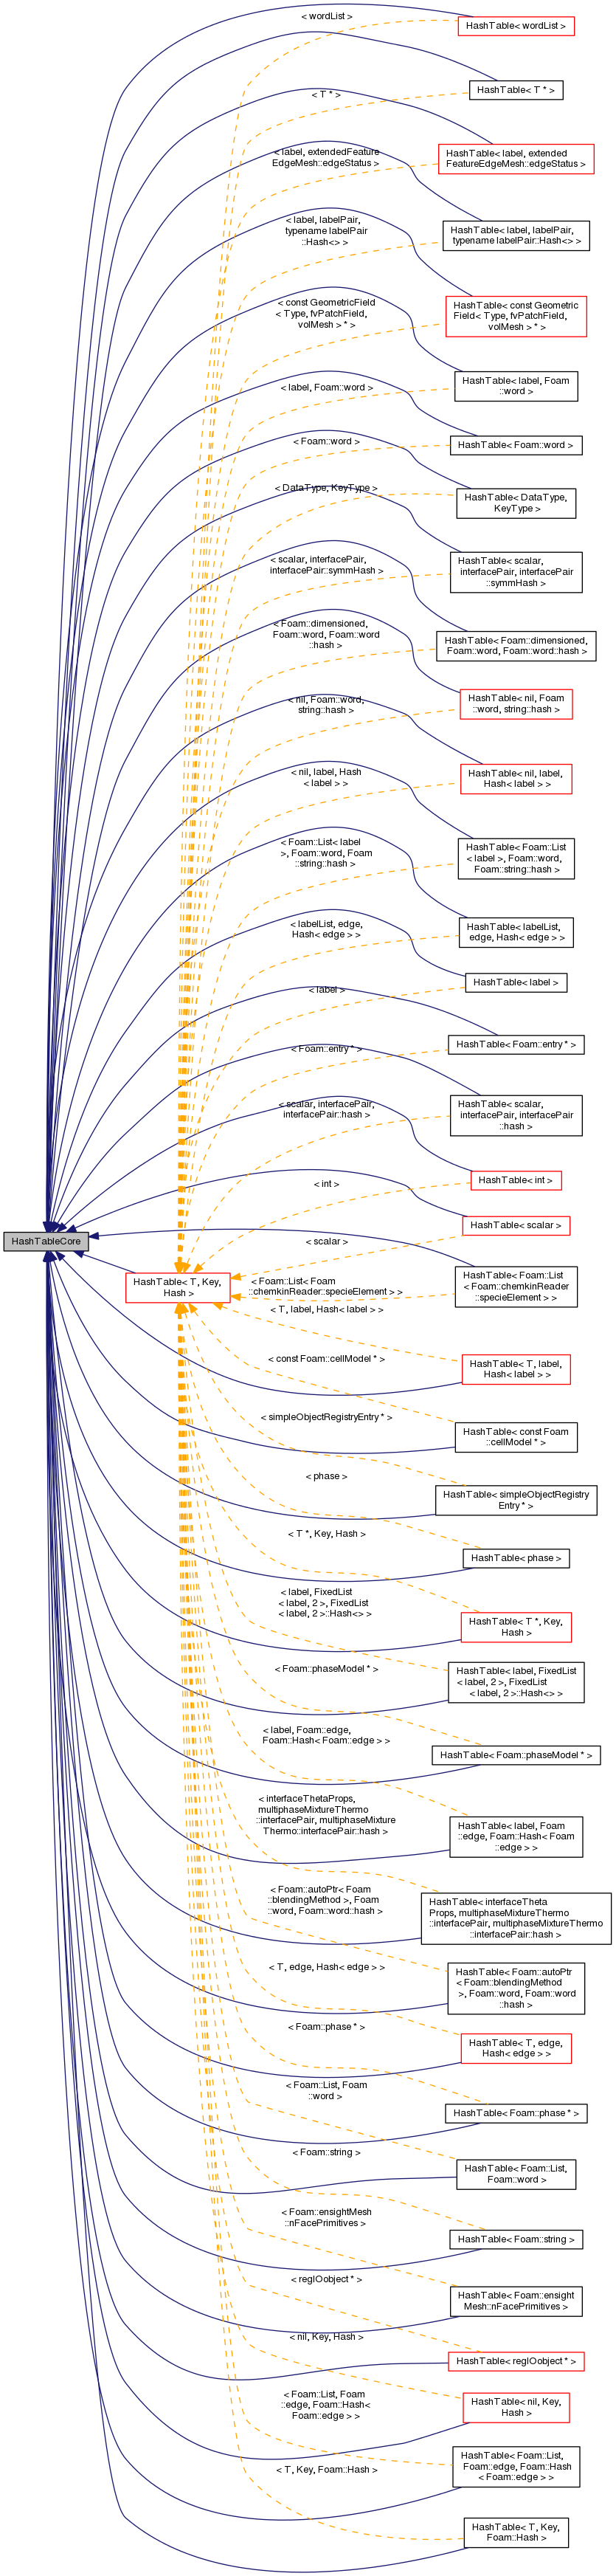 < wordList >
HashTable< wordList >
HashTable< T * >
< T * >
< label, extendedFeature
EdgeMesh::edgeStatus >
HashTable< label, extended
FeatureEdgeMesh::edgeStatus >
< label, labelPair,
typename labelPair
::Hash<> >
HashTable< label, labelPair,
typename labelPair::Hash<> >
< const GeometricField
< Type, fvPatchField,
volMesh > * >
HashTable< const Geometric
Field< Type, fvPatchField,
volMesh > * >
< label, Foam::word >
HashTable< label, Foam
::word >
< Foam::word >
HashTable< Foam::word >
< DataType, KeyType >
HashTable< DataType,
KeyType >
< scalar, interfacePair,
interfacePair::symmHash >
HashTable< scalar,
interfacePair, interfacePair
::symmHash >
< Foam::dimensioned,
Foam::word, Foam::word
::hash >
HashTable< Foam::dimensioned,
Foam::word, Foam::word::hash >
< nil, Foam::word,
string::hash >
HashTable< nil, Foam
::word, string::hash >
< nil, label, Hash
< label > >
HashTable< nil, label,
Hash< label > >
< Foam::List< label
>, Foam::word, Foam
::string::hash >
HashTable< Foam::List
< label >, Foam::word,
Foam::string::hash >
< labelList, edge,
Hash< edge > >
HashTable< labelList,
edge, Hash< edge > >
< label >
HashTable< label >
< Foam::entry * >
HashTable< Foam::entry * >
< scalar, interfacePair,
interfacePair::hash >
HashTable< scalar,
interfacePair, interfacePair
::hash >
< int >
HashTable< int >
< scalar >
HashTable< scalar >
HashTableCore
HashTable< T, Key,
Hash >
< Foam::List< Foam
::chemkinReader::specieElement > >
HashTable< Foam::List
< Foam::chemkinReader
::specieElement > >
< T, label, Hash< label > >
HashTable< T, label,
Hash< label > >
< const Foam::cellModel * >
HashTable< const Foam
::cellModel * >
< simpleObjectRegistryEntry * >
HashTable< simpleObjectRegistry
Entry * >
< phase >
HashTable< phase >
< T *, Key, Hash >
HashTable< T *, Key,
Hash >
< label, FixedList
< label, 2 >, FixedList
< label, 2 >::Hash<> >
HashTable< label, FixedList
< label, 2 >, FixedList
< label, 2 >::Hash<> >
< Foam::phaseModel * >
HashTable< Foam::phaseModel * >
< label, Foam::edge,
Foam::Hash< Foam::edge > >
HashTable< label, Foam
::edge, Foam::Hash< Foam
::edge > >
< interfaceThetaProps,
multiphaseMixtureThermo
::interfacePair, multiphaseMixture
Thermo::interfacePair::hash >
HashTable< interfaceTheta
Props, multiphaseMixtureThermo
::interfacePair, multiphaseMixtureThermo
::interfacePair::hash >
< Foam::autoPtr< Foam
::blendingMethod >, Foam
::word, Foam::word::hash >
HashTable< Foam::autoPtr
< Foam::blendingMethod
>, Foam::word, Foam::word
::hash >
< T, edge, Hash< edge > >
HashTable< T, edge,
Hash< edge > >
< Foam::phase * >
HashTable< Foam::phase * >
< Foam::List, Foam
::word >
HashTable< Foam::List,
Foam::word >
< Foam::string >
HashTable< Foam::string >
< Foam::ensightMesh
::nFacePrimitives >
HashTable< Foam::ensight
Mesh::nFacePrimitives >
< regIOobject * >
HashTable< regIOobject * >
< nil, Key, Hash >
HashTable< nil, Key,
Hash >
< Foam::List, Foam
::edge, Foam::Hash<
Foam::edge > >
HashTable< Foam::List,
Foam::edge, Foam::Hash
< Foam::edge > >
< T, Key, Foam::Hash >
HashTable< T, Key,
Foam::Hash >